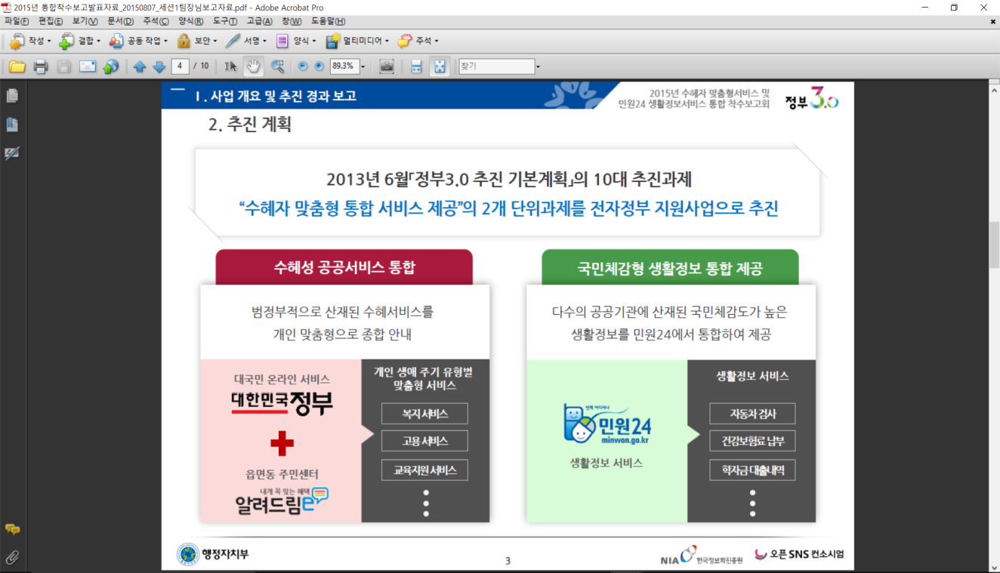 2015년 통합착수보고발표자료_20150807_세션1팀장님보고자료.pdf - Adobe Acrobat Pro
파일(F) 편집(E) 보기(V) 문서(D) 주석(C) 양식(R) 도구(T) 고급(A) 창(W) 도움말(H)
작성 결합 공동 작업 보안 서명 양식 멀티미디어 주석
4 / 10 89.3% 찾기
Ⅰ. 사업 개요 및 추진 경과 보고
2015년 수혜자 맞춤형서비스 및
민원24 생활정보서비스 통합 착수보고회
정부3.0
2. 추진 계획
2013년 6월「정부3.0 추진 기본계획」의 10대 추진과제
“수혜자 맞춤형 통합 서비스 제공”의 2개 단위과제를 전자정부 지원사업으로 추진
수혜성 공공서비스 통합
범정부적으로 산재된 수혜서비스를
개인 맞춤형으로 종합 안내
대국민 온라인 서비스
대한민국정부
읍면동 주민센터
내게 꼭 맞는 혜택
알려드림e
개인 생애 주기 유형별
맞춤형 서비스
복지 서비스
고용 서비스
교육지원 서비스
국민체감형 생활정보 통합 제공
다수의 공공기관에 산재된 국민체감도가 높은
생활정보를 민원24에서 통합하여 제공
언제 어디서나
민원24
minwon.go.kr
생활정보 서비스
생활정보 서비스
자동차 검사
건강보험료 납부
학자금 대출내역
행정자치부
3
NIA 한국정보화진흥원
오픈 SNS 컨소시엄